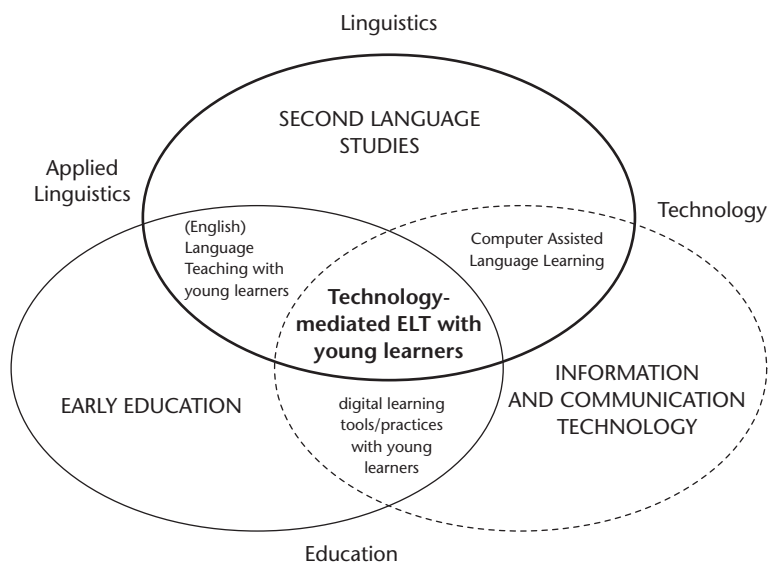 Linguistics
SECOND LANGUAGE
STUDIES
Applied
Linguistics
Technology
(English)
Language
Teaching with
young learners
Computer Assisted
Language Learning
Technology-
mediated ELT with
young learners
EARLY EDUCATION
digital learning
tools/practices
with young
learners
INFORMATION
AND COMMUNICATION
TECHNOLOGY
Education